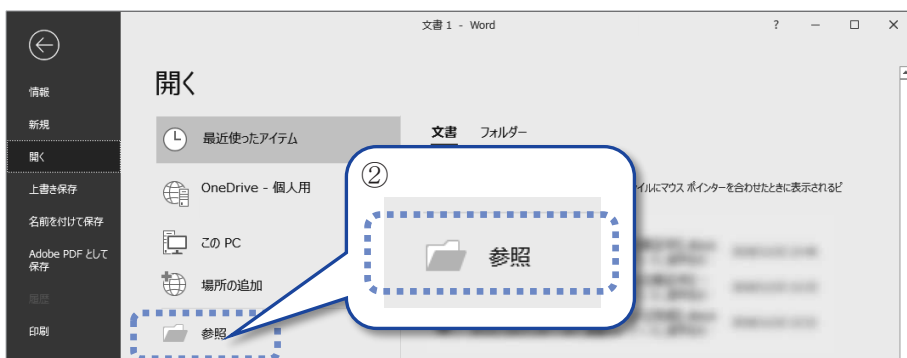 文書 1 - Word
?
情報
新規
開く
上書き保存
名前を付けて保存
Adobe PDF として
保存
履歴
印刷
開く
最近使ったアイテム
OneDrive - 個人用
この PC
場所の追加
参照
文書 フォルダー
イルにマウス ポインターを合わせたときに表示されるピ
②
参照